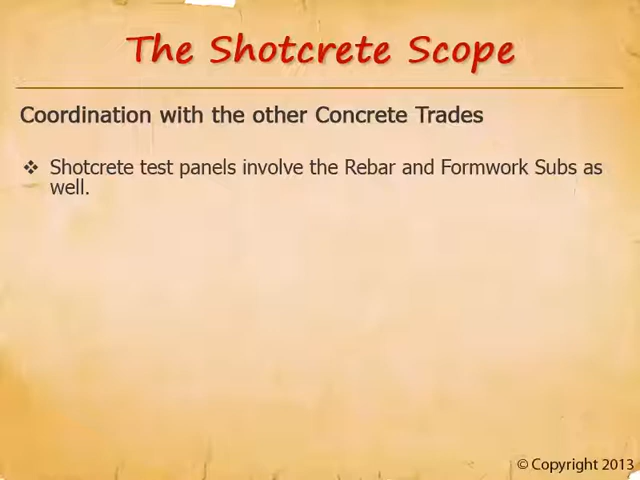 The Shotcrete Scope
Coordination with the other Concrete Trades
❖ Shotcrete test panels involve the Rebar and Formwork Subs as
well.
© Copyright 2013